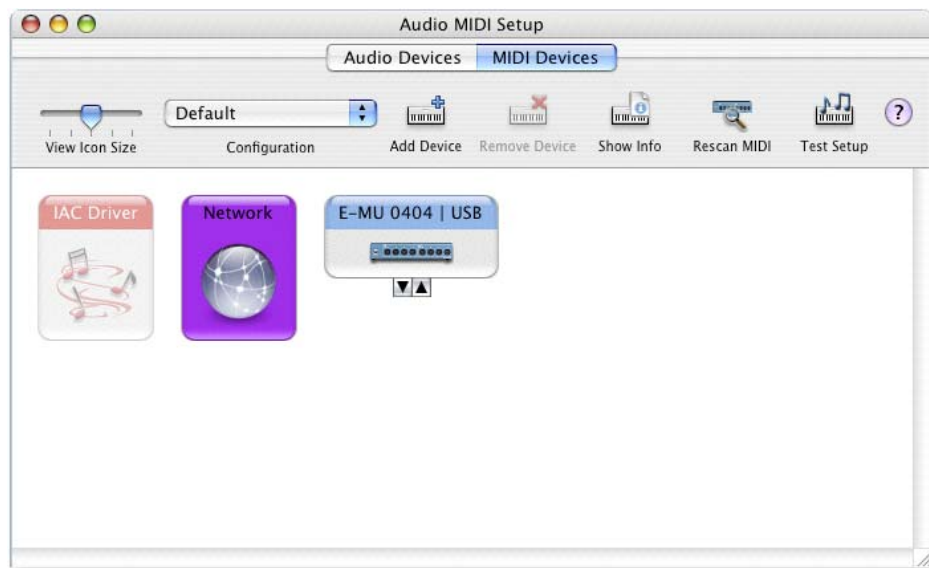 Audio MIDI Setup
Audio Devices MIDI Devices
Default
View Icon Size Configuration Add Device Remove Device Show Info Rescan MIDI Test Setup ?
IAC Driver Network E-MU 0404 | USB